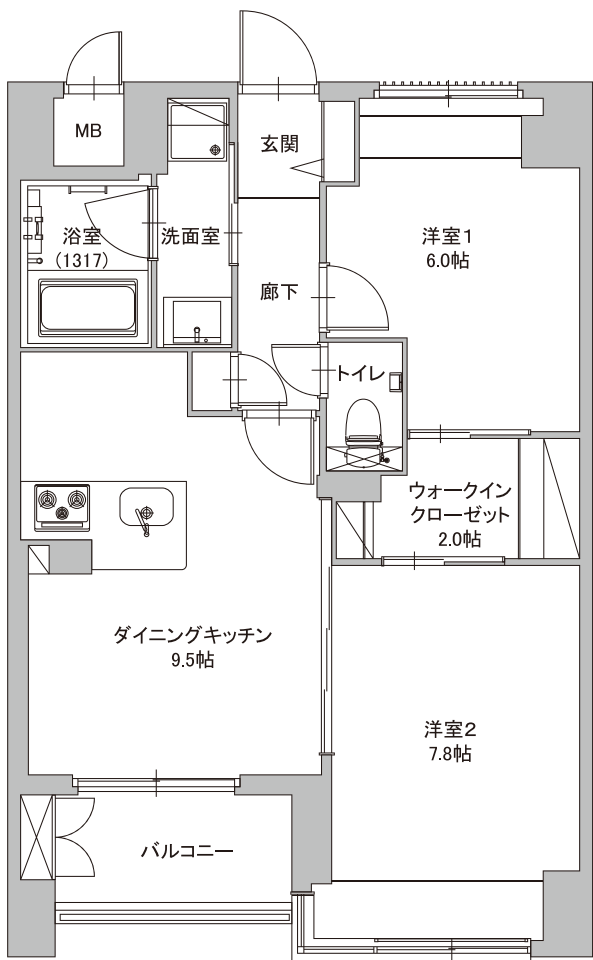 MB
玄関
浴室
(1317)
洗面室
洋室1
6.0帖
廊下
トイレ
ウォークイン
クローゼット
2.0帖
ダイニングキッチン
9.5帖
洋室2
7.8帖
バルコニー